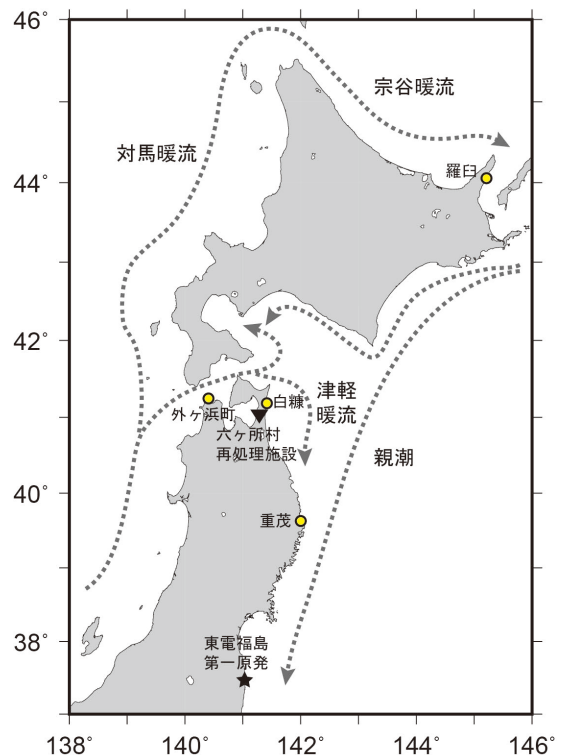 46°
44°
42°
40°
38°
138°
140°
142°
144°
146°
宗谷暖流
対馬暖流
羅臼
白糠
外ヶ浜町
六ヶ所村
再処理施設
津軽
暖流
親潮
重茂
東電福島
第一原発